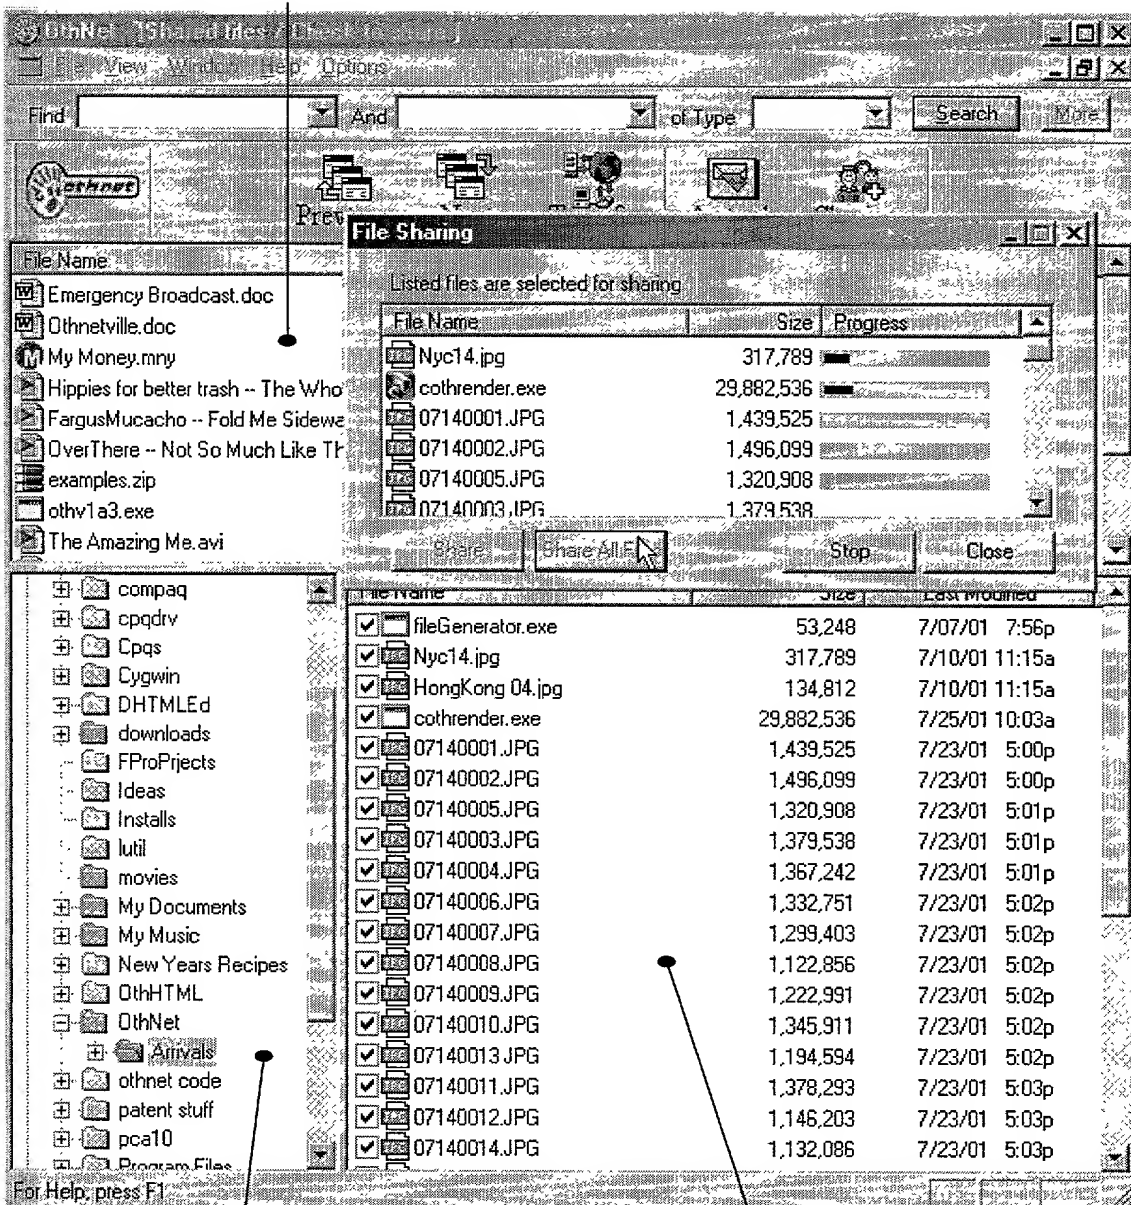 OthNet
View Window Help Options
Find And of Type Search More
othnet
File Sharing
Listed files are selected for sharing
File Name Size Progress
Nyc14.jpg 317,789
cothrender.exe 29,882,536
07140001.JPG 1,439,525
07140002.JPG 1,496,099
07140005.JPG 1,320,908
07140003.JPG 1,379,538
Share Share All Stop Close
File Name
Emergency Broadcast.doc
Othnetville.doc
My Money.mny
Hippies for better trash -- The Who
FargusMucacho -- Fold Me Sidewa
OverThere -- Not So Much Like Th
examples.zip
othv1a3.exe
The Amazing Me.avi
compaq
cpqdrv
Cpqs
Cygwin
DHTMLEd
downloads
FProPrjects
Ideas
Installs
lutil
movies
My Documents
My Music
New Years Recipes
OthHTML
OthNet
Arrivals
othnet code
patent stuff
pca10
Program Files
File Name Size Last Modified
fileGenerator.exe 53,248 7/07/01 7:56p
Nyc14.jpg 317,789 7/10/01 11:15a
HongKong 04.jpg 134,812 7/10/01 11:15a
cothrender.exe 29,882,536 7/25/01 10:03a
07140001.JPG 1,439,525 7/23/01 5:00p
07140002.JPG 1,496,099 7/23/01 5:00p
07140005.JPG 1,320,908 7/23/01 5:01p
07140003.JPG 1,379,538 7/23/01 5:01p
07140004.JPG 1,367,242 7/23/01 5:01p
07140006.JPG 1,332,751 7/23/01 5:02p
07140007.JPG 1,299,403 7/23/01 5:02p
07140008.JPG 1,122,856 7/23/01 5:02p
07140009.JPG 1,222,991 7/23/01 5:02p
07140010.JPG 1,345,911 7/23/01 5:02p
07140013.JPG 1,194,594 7/23/01 5:02p
07140011.JPG 1,378,293 7/23/01 5:03p
07140012.JPG 1,146,203 7/23/01 5:03p
07140014.JPG 1,132,086 7/23/01 5:03p
For Help, press F1